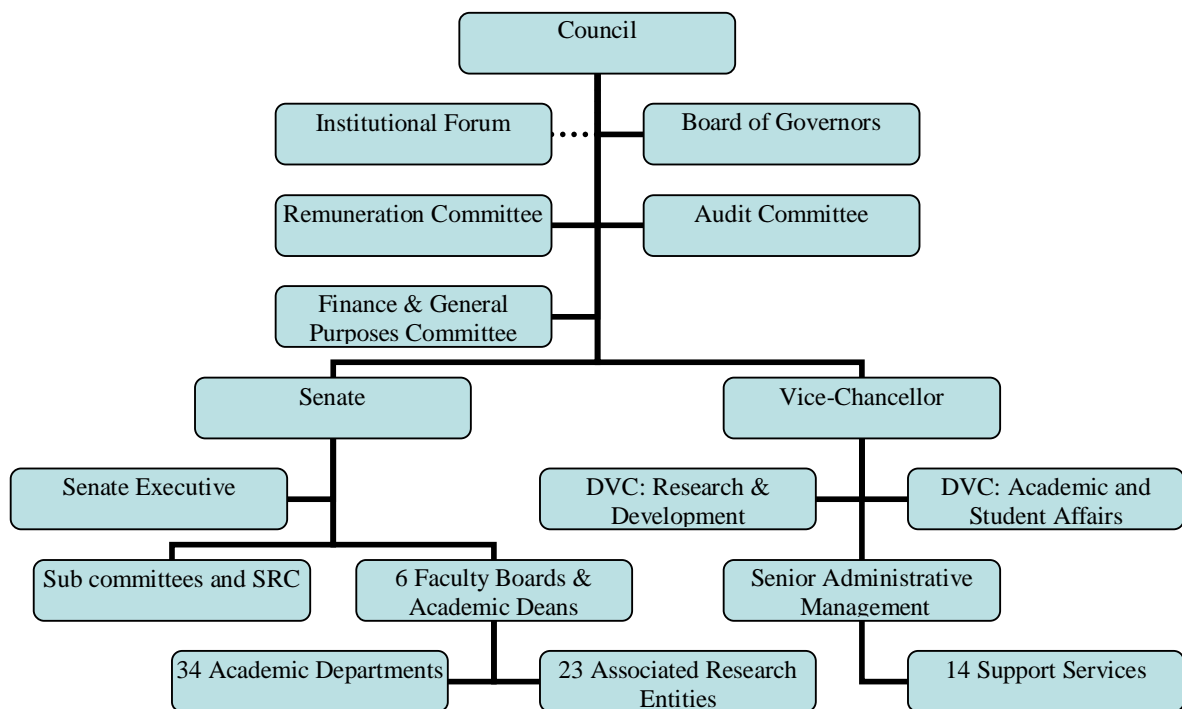 Council
Institutional Forum
Board of Governors
Remuneration Committee
Audit Committee
Finance & General
Purposes Committee
Senate
Vice-Chancellor
Senate Executive
DVC: Research &
Development
DVC: Academic and
Student Affairs
Sub committees and SRC
6 Faculty Boards &
Academic Deans
Senior Administrative
Management
34 Academic Departments
23 Associated Research
Entities
14 Support Services